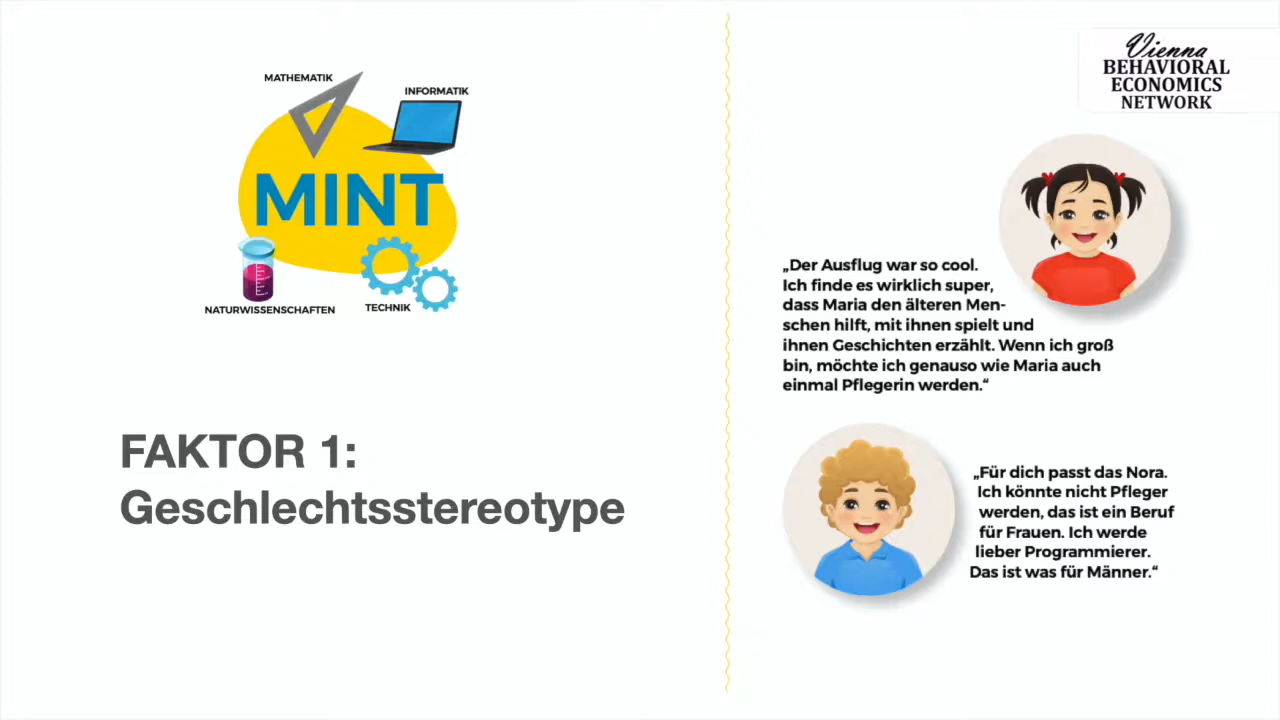 MATHEMATIK
INFORMATIK
MINT
NATURWISSENSCHAFTEN
TECHNIK
FAKTOR 1:
Geschlechtsstereotype
Vienna
BEHAVIORAL
ECONOMICS
NETWORK
„Der Ausflug war so cool.
Ich finde es wirklich super,
dass Maria den älteren Men-
schen hilft, mit ihnen spielt und
ihnen Geschichten erzählt. Wenn ich groß
bin, möchte ich genauso wie Maria auch
einmal Pflegerin werden.“
„Für dich passt das Nora.
Ich könnte nicht Pfleger
werden, das ist ein Beruf
für Frauen. Ich werde
lieber Programmierer.
Das ist was für Männer.“